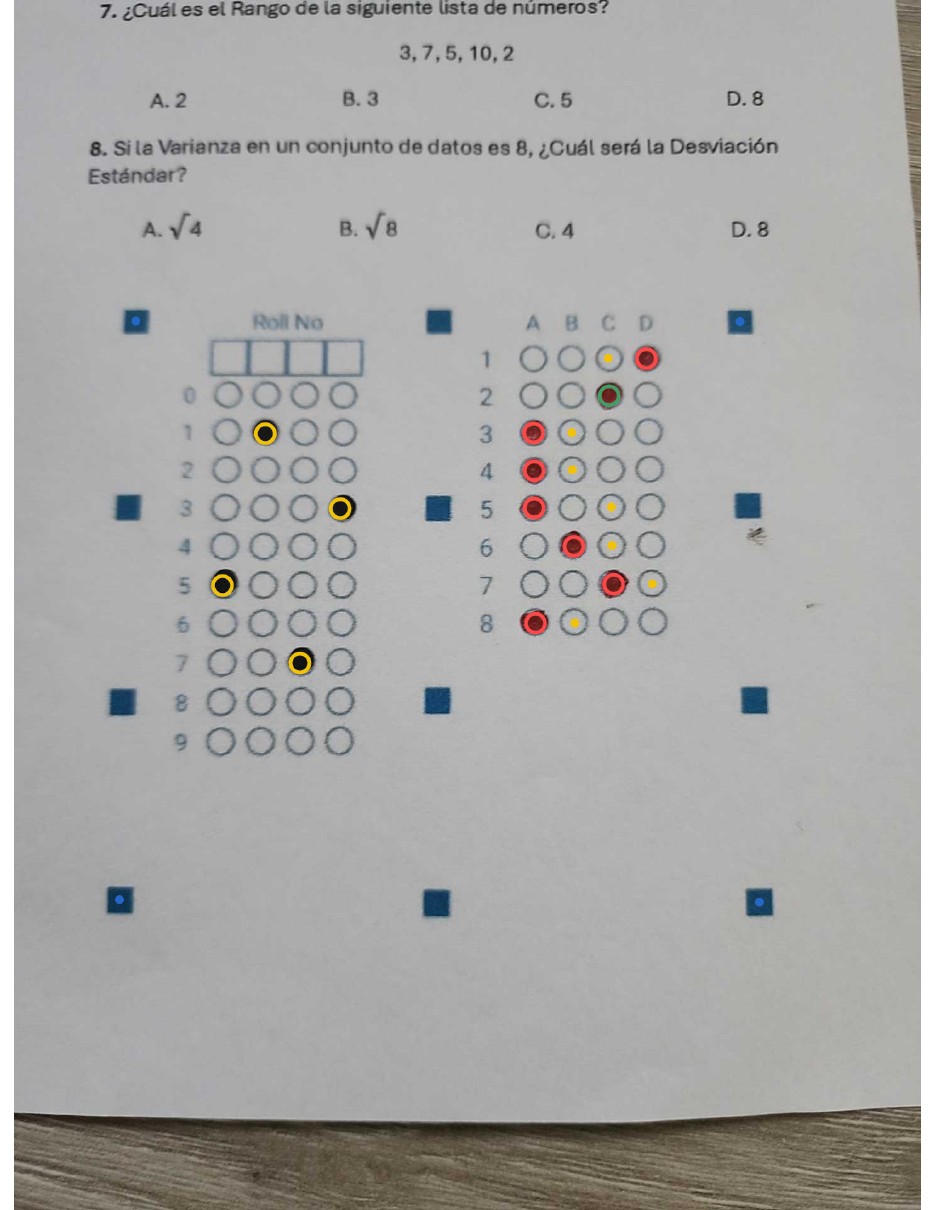 7. ¿Cuál es el Rango de la siguiente lista de números?
3, 7, 5, 10, 2
A. 2 B. 3 C. 5 D. 8
8. Si la Varianza en un conjunto de datos es 8, ¿Cuál será la Desviación
Estándar?
A. √4 B. √8 C. 4 D. 8
Roll No
0
1
2
3
4
5
6
7
8
9
A B C D
1
2
3
4
5
6
7
8